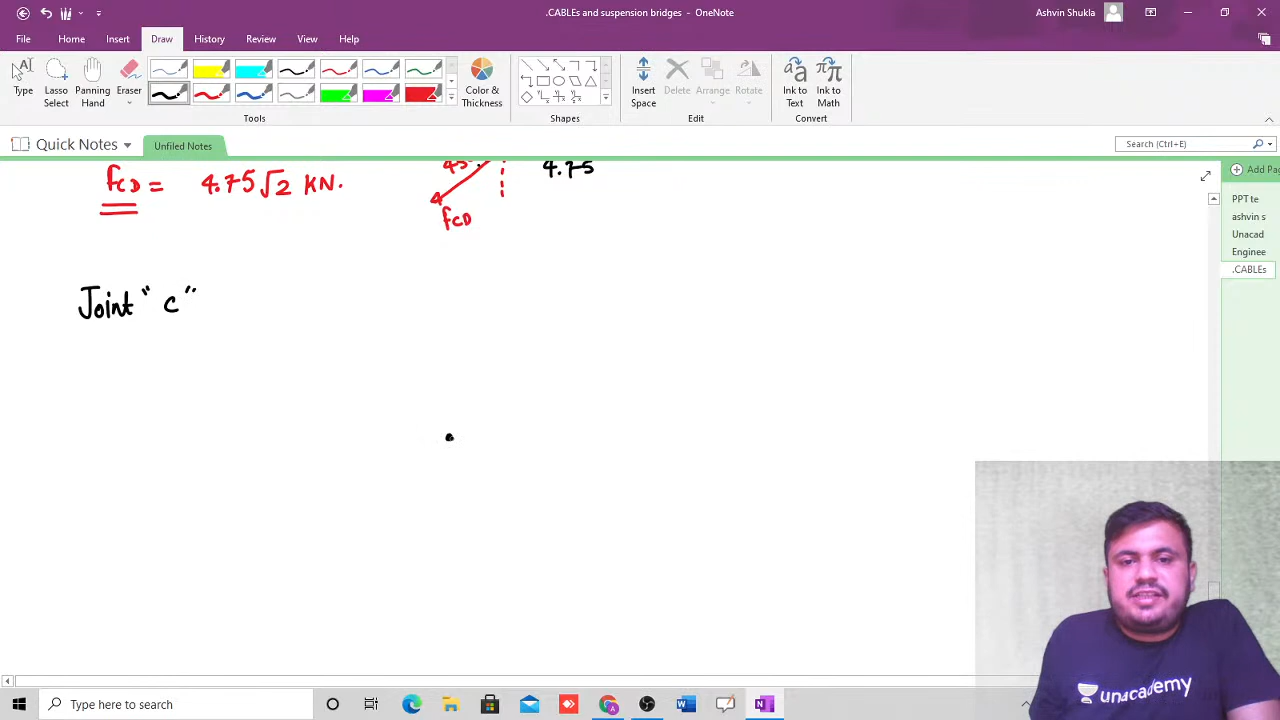 .CABLEs and suspension bridges - OneNote
Ashvin Shukla
File Home Insert Draw History Review View Help
Type
Lasso Select
Panning Hand
Eraser
Color & Thickness
Insert Space
Delete
Arrange
Rotate
Ink to Text
Ink to Math
Tools
Shapes
Edit
Convert
Quick Notes
Unfiled Notes
Search (Ctrl+E)
Add Pag
PPT te
ashvin s
Unacad
Enginee
.CABLEs
45°
4.75
fCD = 4.75√2 KN.
fCD
Joint " C "
unacademy
Type here to search